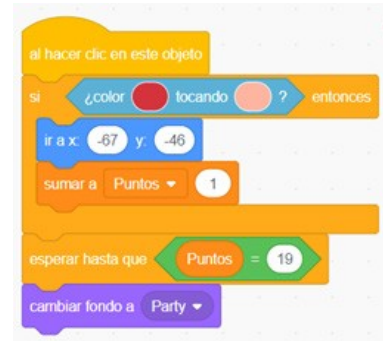 al hacer clic en este objeto
si ¿color tocando ? entonces
ir a x: -67 y: -46
sumar a Puntos 1
esperar hasta que Puntos = 19
cambiar fondo a Party